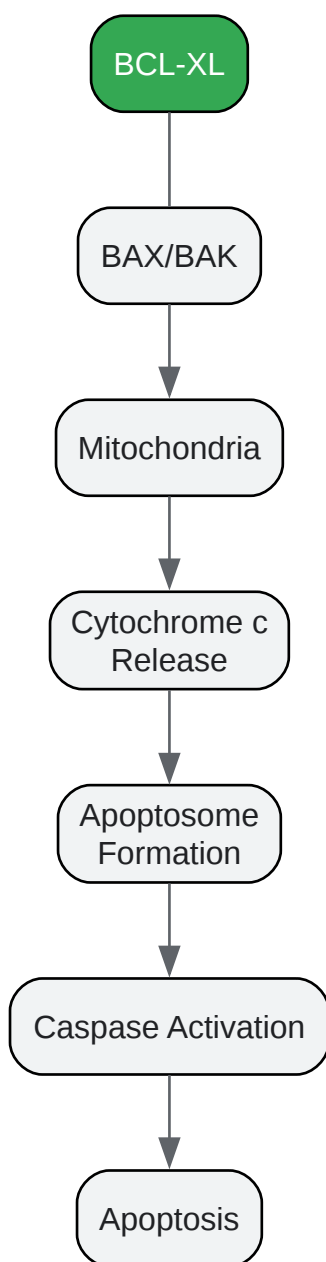 BCL-XL
BAX/BAK
Mitochondria
Cytochrome c
Release
Apoptosome
Formation
Caspase Activation
Apoptosis